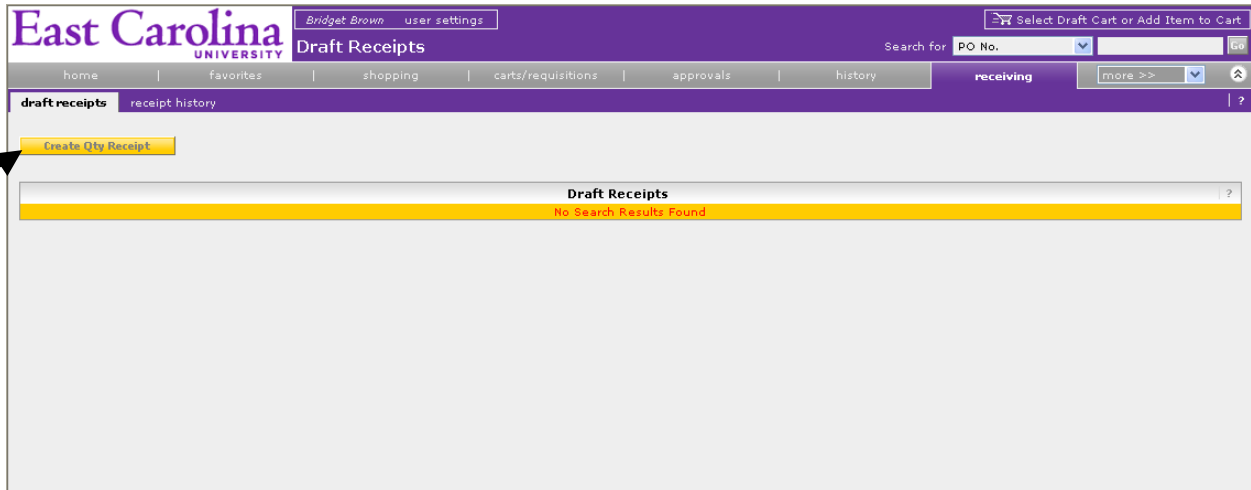 East Carolina
UNIVERSITY
Bridget Brown user settings
Select Draft Cart or Add Item to Cart
Draft Receipts
Search for PO No. Go
home | favorites | shopping | carts/requisitions | approvals | history receiving more >>
draft receipts receipt history | ?
Create Qty Receipt
Draft Receipts ?
No Search Results Found